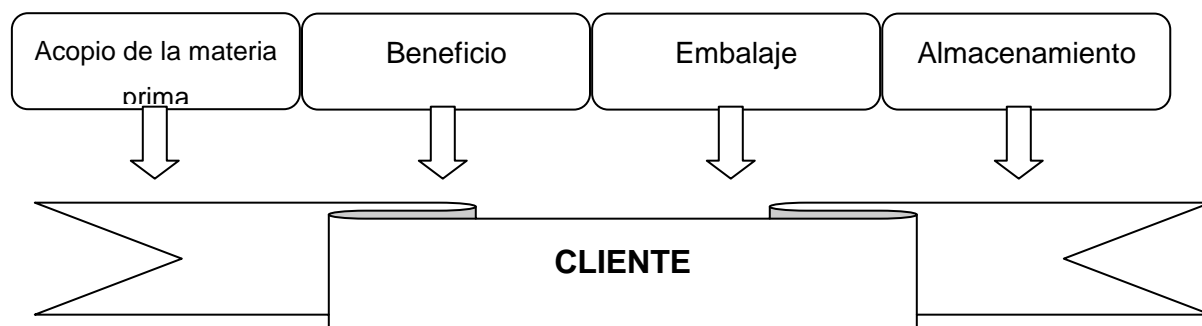 Acopio de la materia
prima
Beneficio
Embalaje
Almacenamiento
CLIENTE